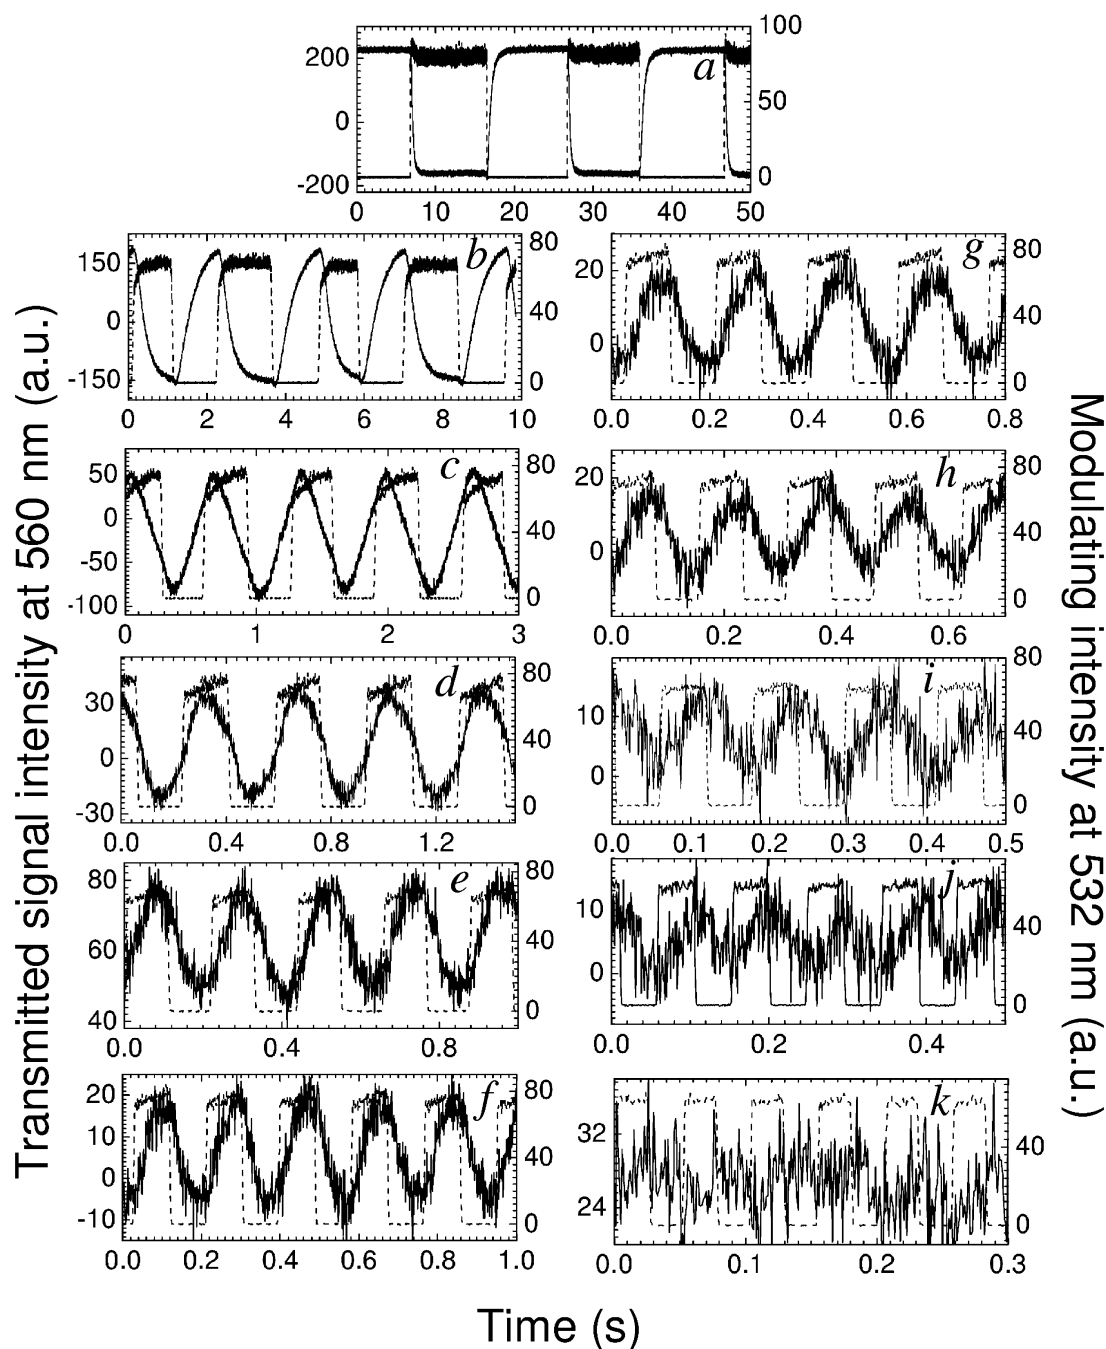 Transmitted signal intensity at 560 nm (a.u.)
Modulating intensity at 532 nm (a.u.)
a
200
0
-200
100
50
0
0 10 20 30 40 50
b
150
0
-150
80
40
0
0 2 4 6 8 10
g
20
0
80
40
0
0.0 0.2 0.4 0.6 0.8
c
50
0
-50
-100
80
40
0
0 1 2 3
h
20
0
80
40
0
0.0 0.2 0.4 0.6
d
30
0
-30
80
40
0
0.0 0.4 0.8 1.2
i
10
0
80
60
40
20
0
0.0 0.1 0.2 0.3 0.4 0.5
e
80
60
40
80
40
0
0.0 0.4 0.8
j
10
0
80
40
0
0.0 0.2 0.4
f
20
10
0
-10
80
40
0
0.0 0.2 0.4 0.6 0.8 1.0
k
32
24
40
0
0.0 0.1 0.2 0.3
Time (s)